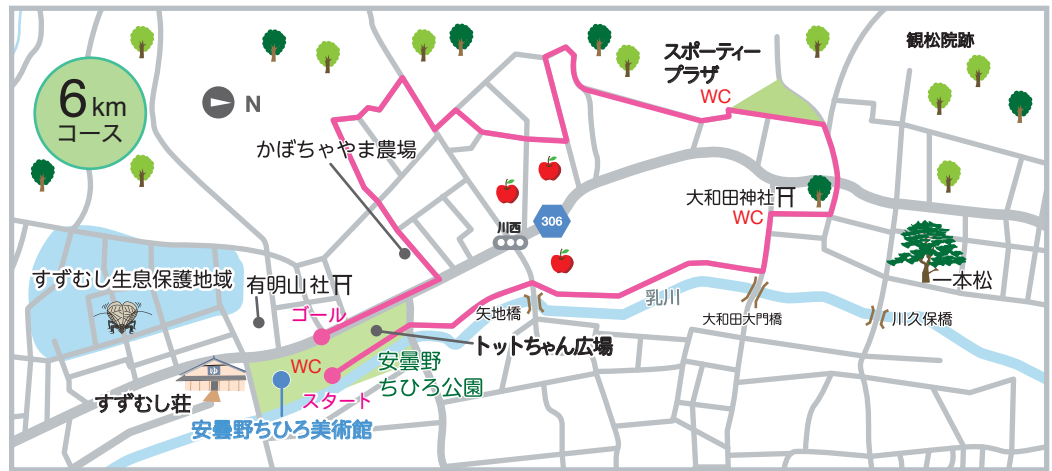 6 km
コース
N
スポーティー
プラザ
WC
観松院跡
かぼちゃやま農場
大和田神社
WC
川西
306
一本松
すずむし生息保護地域
有明山社
ゴール
乳川
矢地橋
大和田大門橋
川久保橋
トットちゃん広場
WC
安曇野
ちひろ公園
スタート
ゆ
すずむし荘
安曇野ちひろ美術館